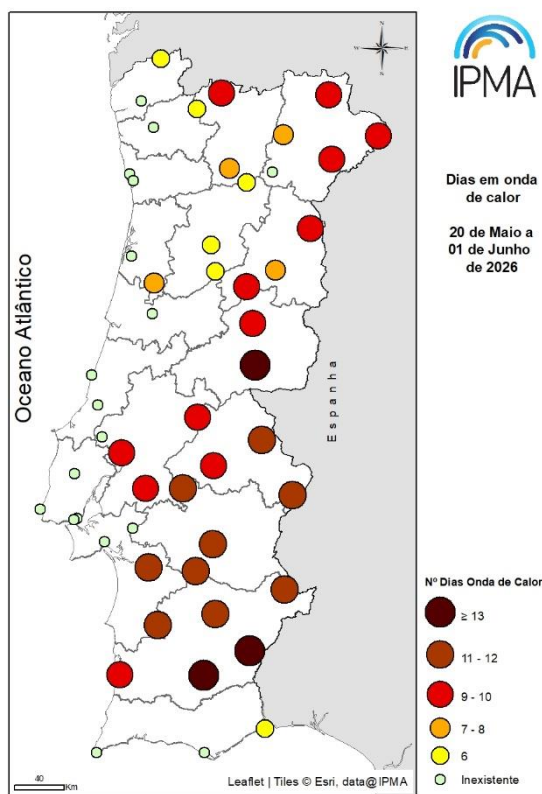 IPMA
Dias em onda
de calor
20 de Maio a
01 de Junho
de 2026
N
W
E
S
Oceano Atlântico
Espanha
Nº Dias Onda de Calor
≥ 13
11 - 12
9 - 10
7 - 8
6
Inexistente
40
Km
Leaflet | Tiles © Esri, data@IPMA